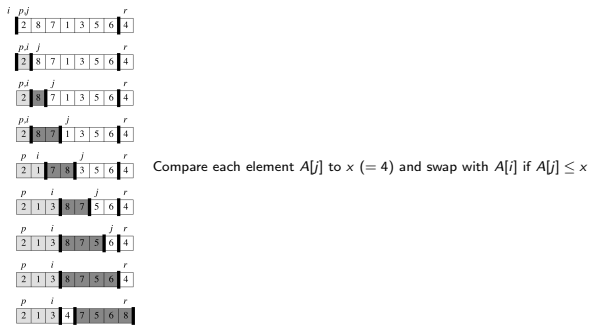 i p,j r
2 8 7 1 3 5 6 4
p,i j r
2 8 7 1 3 5 6 4
p,i j r
2 8 7 1 3 5 6 4
p,i j r
2 8 7 1 3 5 6 4
p i j r
2 1 7 8 3 5 6 4
Compare each element A[j] to x (= 4) and swap with A[i] if A[j] ≤ x
p i j r
2 1 3 8 7 5 6 4
p i j r
2 1 3 8 7 5 6 4
p i r
2 1 3 8 7 5 6 4
p i r
2 1 3 4 7 5 6 8